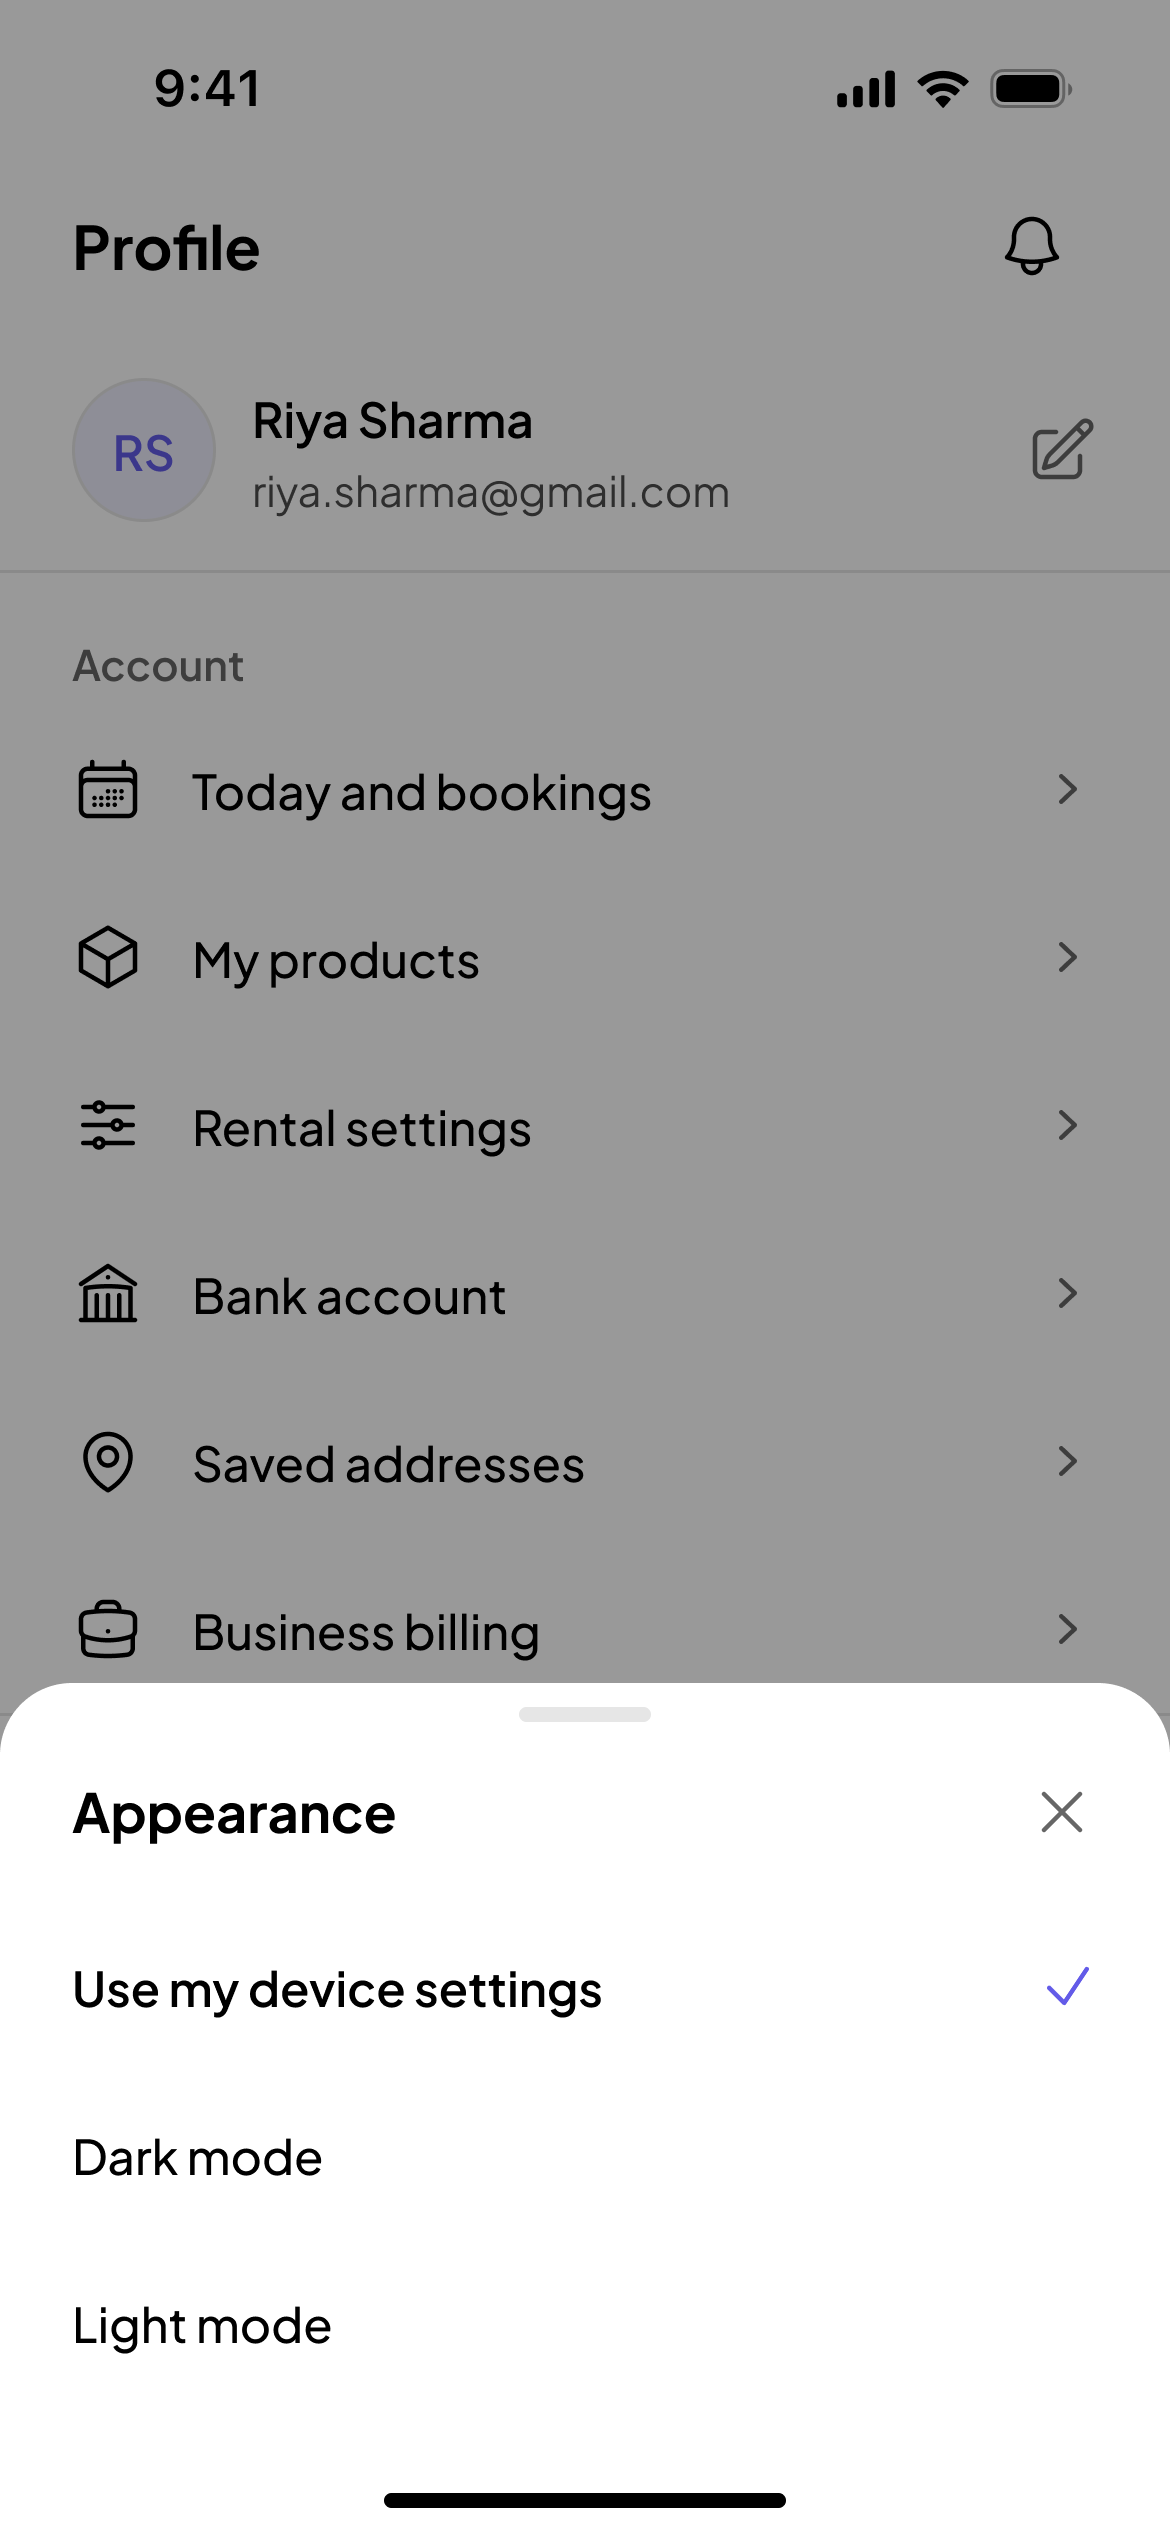 9:41
Profile
RS
Riya Sharma
riya.sharma@gmail.com
Account
Today and bookings
My products
Rental settings
Bank account
Saved addresses
Business billing
Appearance
Use my device settings
Dark mode
Light mode